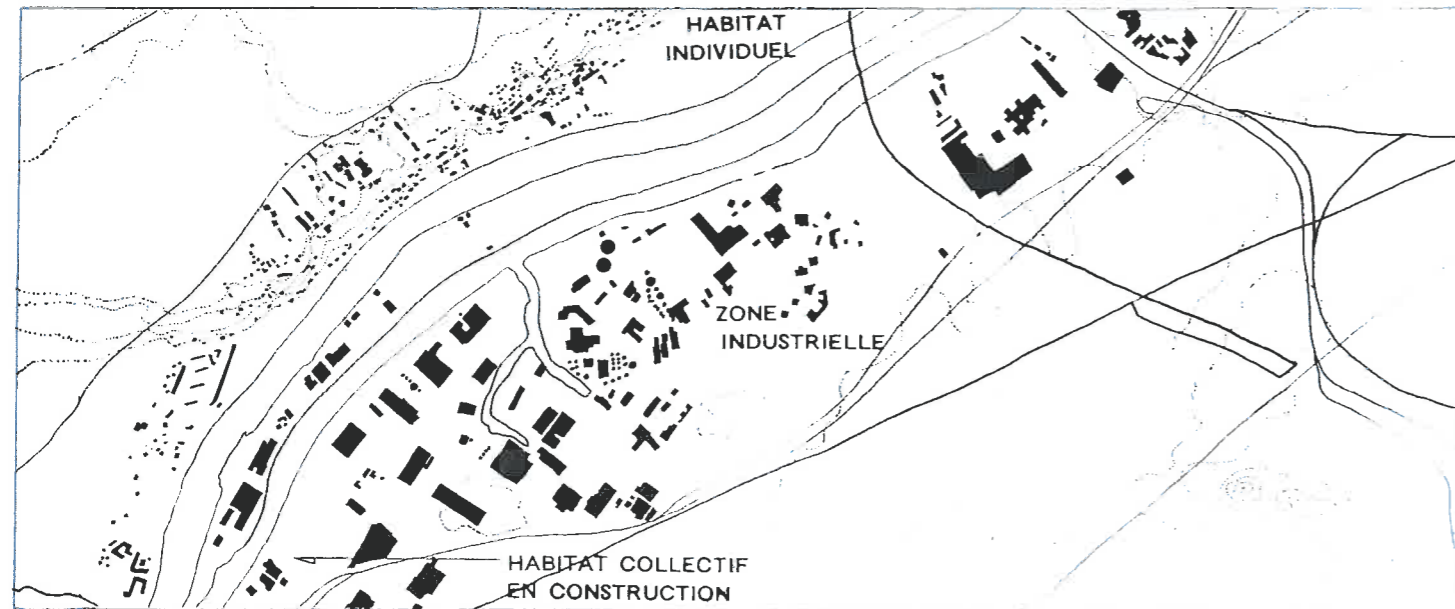 HABITAT
INDIVIDUEL
ZONE
INDUSTRIELLE
HABITAT COLLECTIF
EN CONSTRUCTION